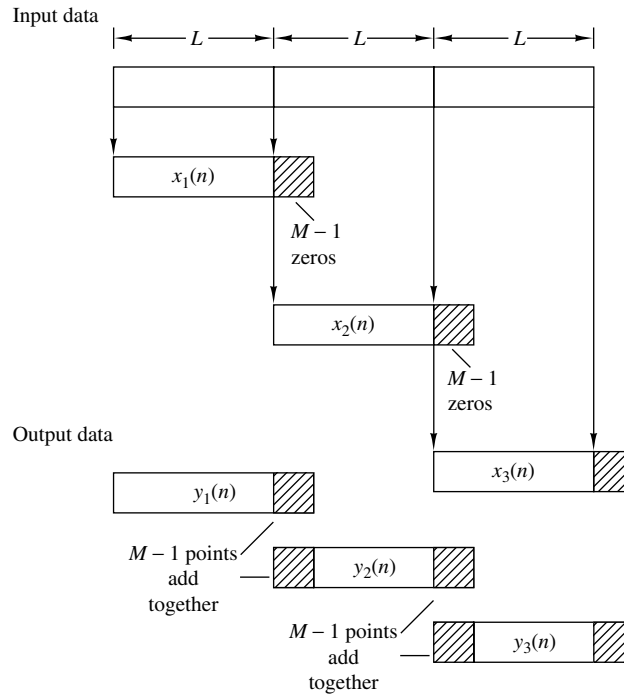 Input data
L L L
x₁(n)
M – 1
zeros
x₂(n)
M – 1
zeros
Output data
x₃(n)
y₁(n)
M – 1 points
add
together
y₂(n)
M – 1 points
add
together
y₃(n)